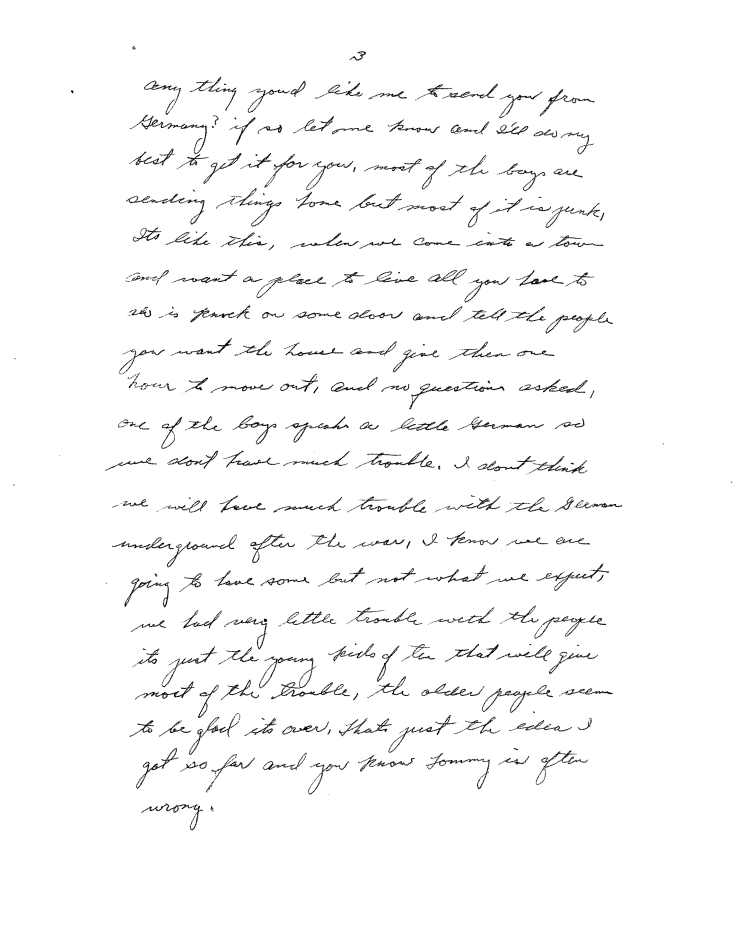 3
any thing youd like me to send you from
Germany? if so let me know and I'll do my
best to get it for you, most of the boys are
sending things home but most of it is junk,
Its like this, when we come into a town
and want a place to live all you have to
do is knock on some door and tell the people
you want the house and give then one
hour to move out, and no questions asked,
one of the boys speaks a little German so
we dont have much trouble. I dont think
we will have much trouble with the German
underground after the war, I know we are
going to have some but not what we expect,
we had very little trouble with the people
its just the young kids of ten that will give
most of the trouble, the older people seem
to be glad its over, thats just the idea I
got so far and you know Tommy is often
wrong.